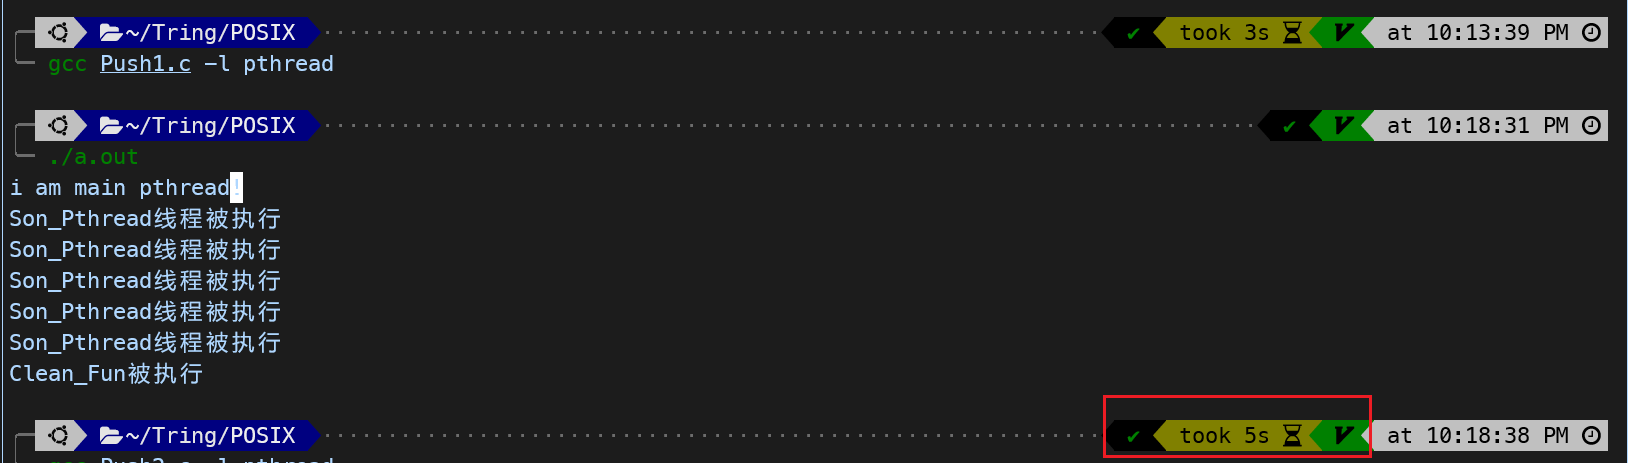 ~/Tring/POSIX ✔ took 3s at 10:13:39 PM
gcc Push1.c -l pthread
~/Tring/POSIX ✔ at 10:18:31 PM
./a.out
i am main pthread!
Son_Pthread线程被执行
Son_Pthread线程被执行
Son_Pthread线程被执行
Son_Pthread线程被执行
Son_Pthread线程被执行
Clean_Fun被执行
~/Tring/POSIX ✔ took 5s at 10:18:38 PM